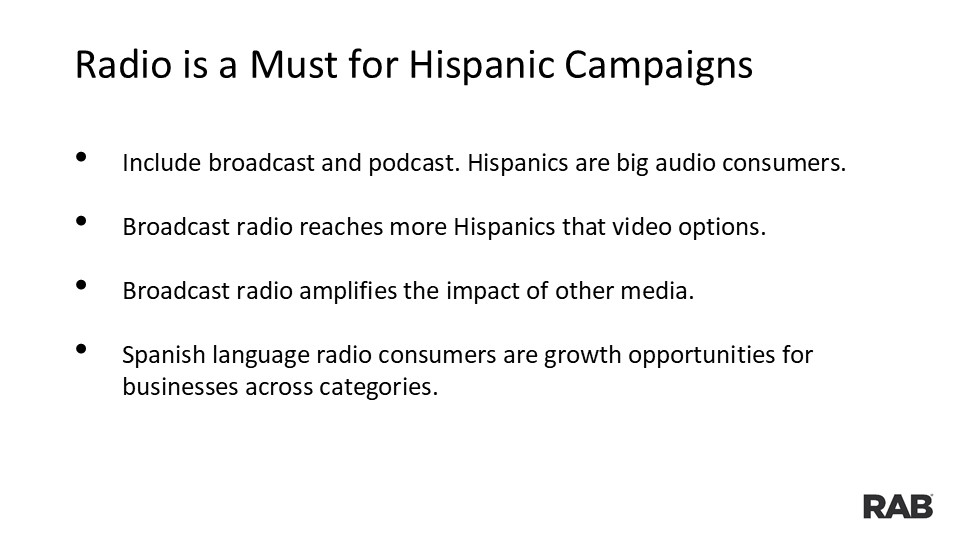 Radio is a Must for Hispanic Campaigns
• Include broadcast and podcast. Hispanics are big audio consumers.
• Broadcast radio reaches more Hispanics that video options.
• Broadcast radio amplifies the impact of other media.
• Spanish language radio consumers are growth opportunities for
businesses across categories.
RAB